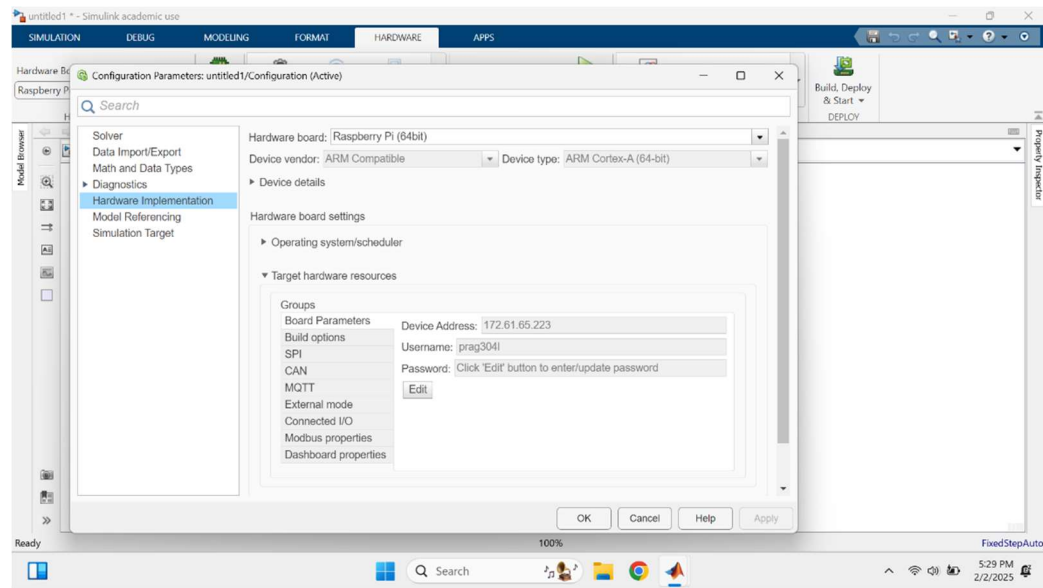 untitled1 * - Simulink academic use
SIMULATION DEBUG MODELING FORMAT HARDWARE APPS
Hardware Bo
Raspberry P
Configuration Parameters: untitled1/Configuration (Active)
Build, Deploy
& Start
DEPLOY
H
Search
Model Browser
Property Inspector
Solver
Data Import/Export
Math and Data Types
Diagnostics
Hardware Implementation
Model Referencing
Simulation Target
Hardware board: Raspberry Pi (64bit)
Device vendor: ARM Compatible Device type: ARM Cortex-A (64-bit)
Device details
Hardware board settings
Operating system/scheduler
Target hardware resources
Groups
Board Parameters
Build options
SPI
CAN
MQTT
External mode
Connected I/O
Modbus properties
Dashboard properties
Device Address: 172.61.65.223
Username: prag304l
Password: Click 'Edit' button to enter/update password
Edit
OK Cancel Help Apply
Ready 100% FixedStepAuto
Search
5:29 PM
2/2/2025